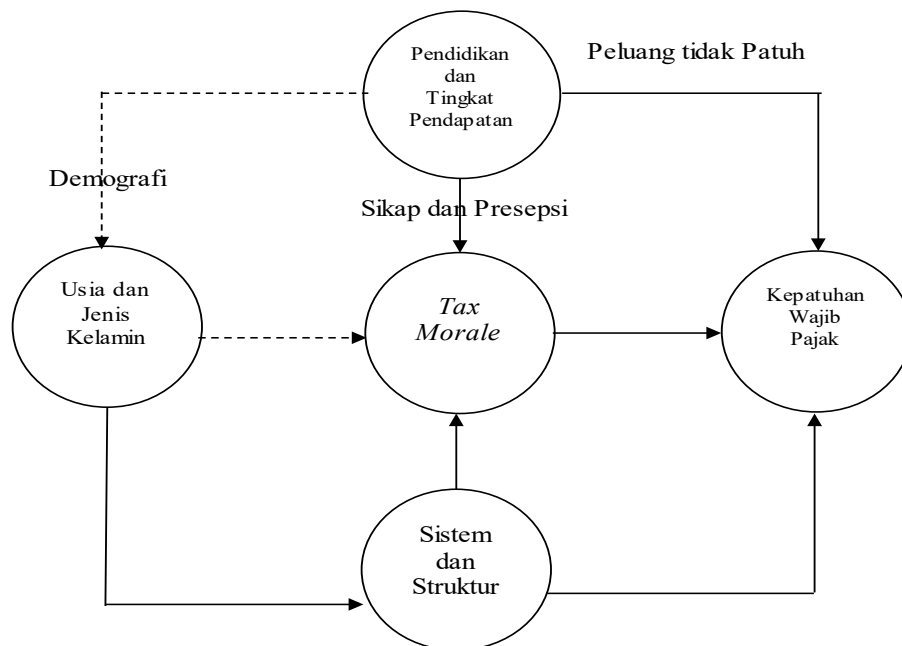 Pendidikan
dan
Tingkat
Pendapatan
Peluang tidak Patuh
Demografi
Sikap dan Presepsi
Usia dan
Jenis
Kelamin
Tax
Morale
Kepatuhan
Wajib
Pajak
Sistem
dan
Struktur